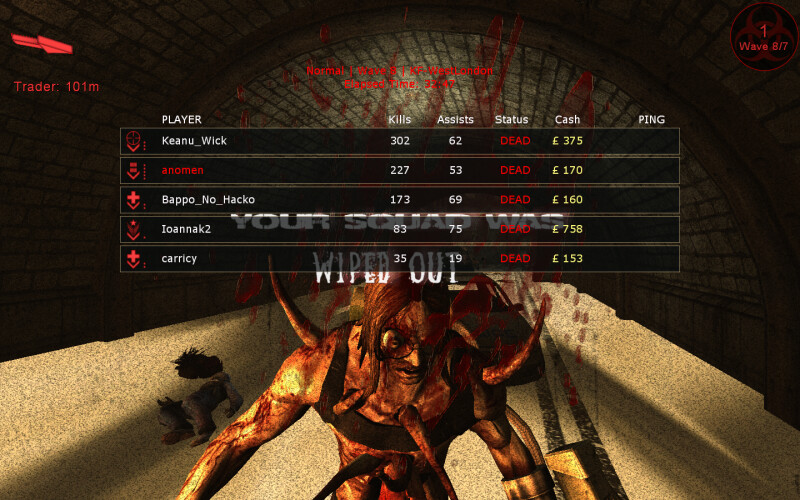 1
Wave 8/7
Trader: 101m
Normal | Wave 8 | KF-WestLondon
Elapsed Time: 
PLAYER Kills Assists Status Cash PING
Keanu_Wick 302 62 DEAD £ 375
anomen 227 53 DEAD £ 170
Bappo_No_Hacko 173 69 DEAD £ 160
YOUR SQUAD WAS
Ioannak2 83 75 DEAD £ 758
carricy 35 19 DEAD £ 153
WIPED OUT